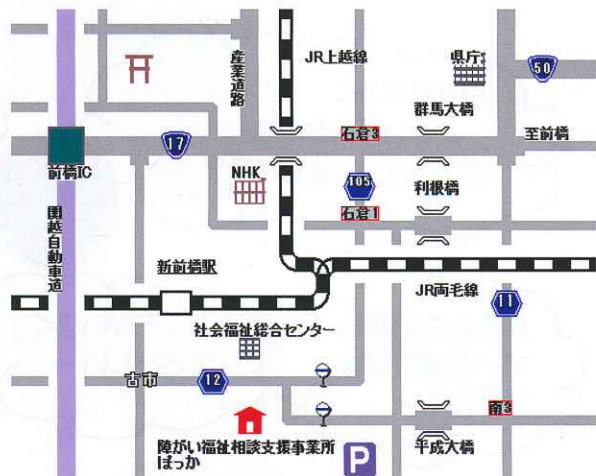 産業道路
JR上越線
県庁
50
群馬大橋
17
石倉3
至前橋
前橋IC
NHK
105
利根橋
石倉1
関越自動車道
新前橋駅
JR両毛線
11
社会福祉総合センター
古市
12
南3
障がい福祉相談支援事業所
ぽっか
P
平成大橋